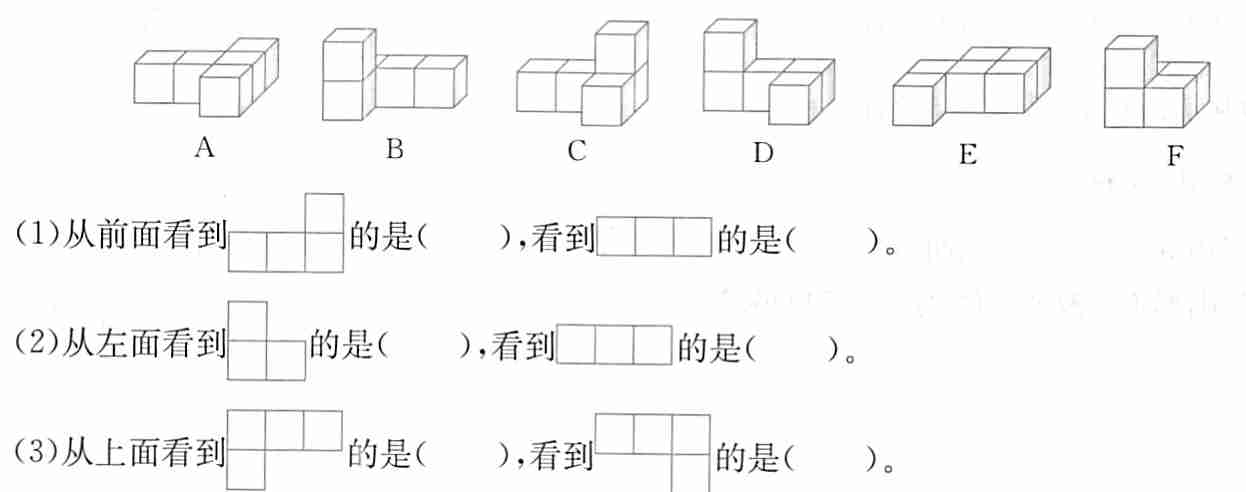 A B C D E F
(1)从前面看到的是( ),看到的是( )。
(2)从左面看到的是( ),看到的是( )。
(3)从上面看到的是( ),看到的是( )。